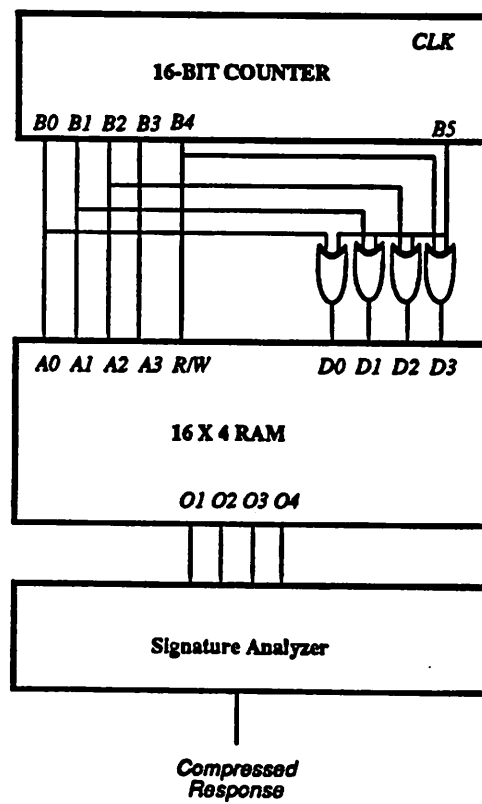 CLK
16-BIT COUNTER
B0 B1 B2 B3 B4 B5
A0 A1 A2 A3 R/W D0 D1 D2 D3
16 X 4 RAM
O1 O2 O3 O4
Signature Analyzer
Compressed
Response